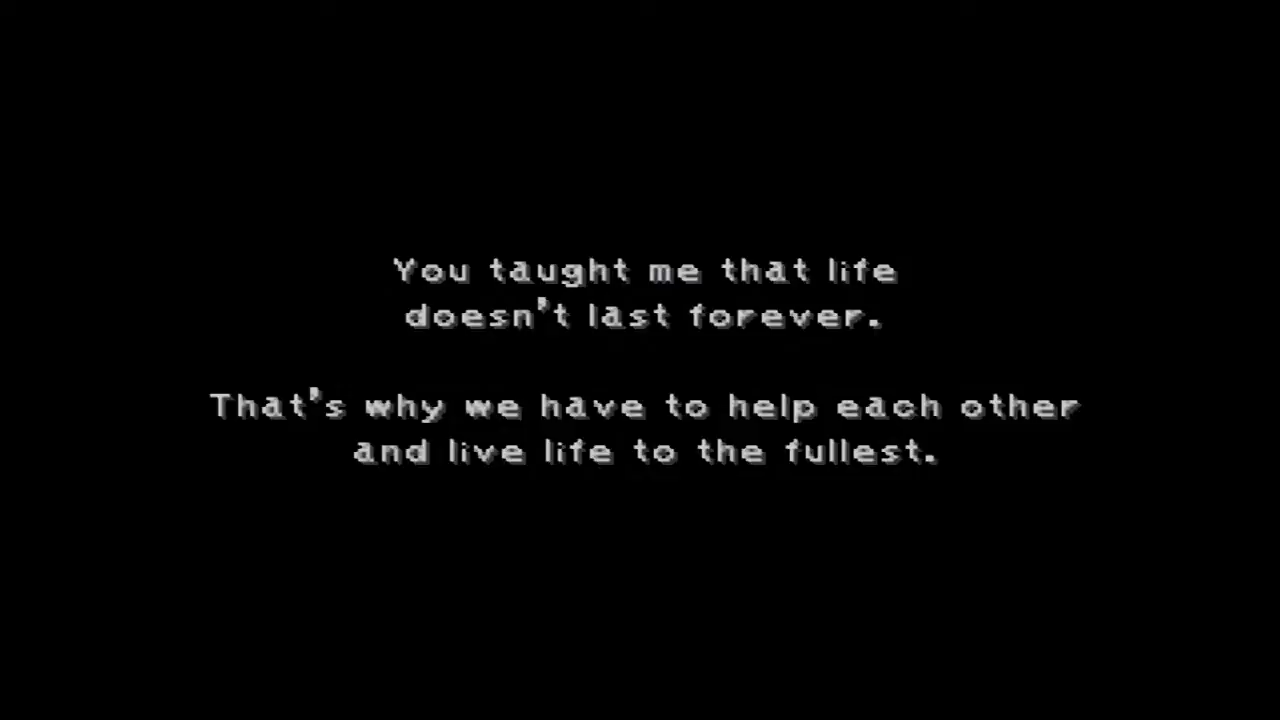 You taught me that life
doesn't last forever.
That's why we have to help each other
and live life to the fullest.